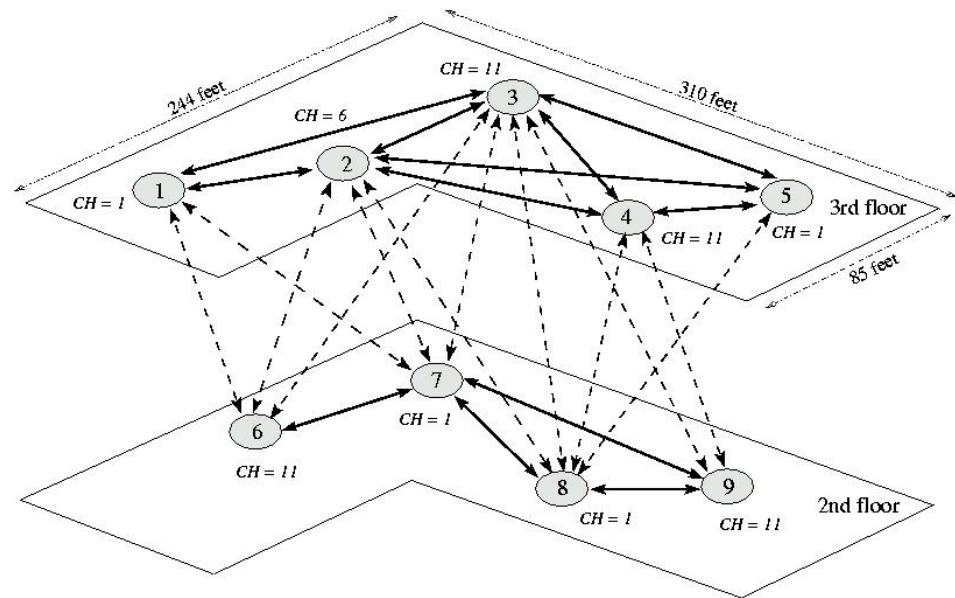 244 feet
310 feet
CH = 11
3
CH = 6
2
1
CH = 1
5
4
3rd floor
CH = 11
CH = 1
85 feet
7
CH = 1
6
CH = 11
8
9
2nd floor
CH = 1
CH = 11